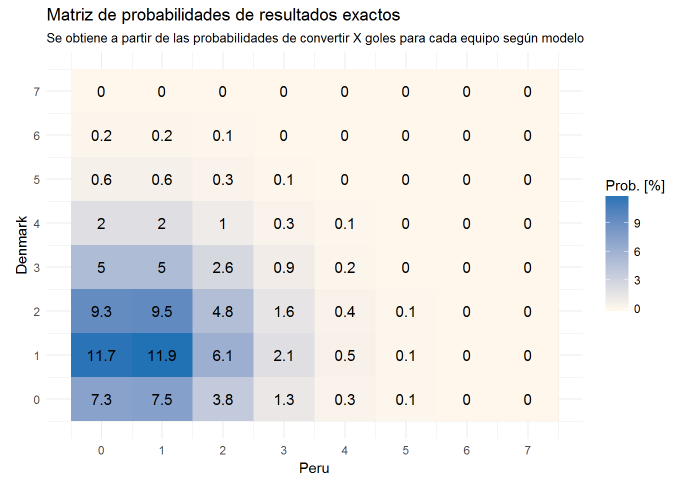 Matriz de probabilidades de resultados exactos
Se obtiene a partir de las probabilidades de convertir X goles para cada equipo según modelo
7 0 0 0 0 0 0 0 0
6 0.2 0.2 0.1 0 0 0 0 0
5 0.6 0.6 0.3 0.1 0 0 0 0
4 2 2 1 0.3 0.1 0 0 0
3 5 5 2.6 0.9 0.2 0 0 0
2 9.3 9.5 4.8 1.6 0.4 0.1 0 0
1 11.7 11.9 6.1 2.1 0.5 0.1 0 0
0 7.3 7.5 3.8 1.3 0.3 0.1 0 0
0 1 2 3 4 5 6 7
Peru
Denmark
Prob. [%]
9
6
3
0